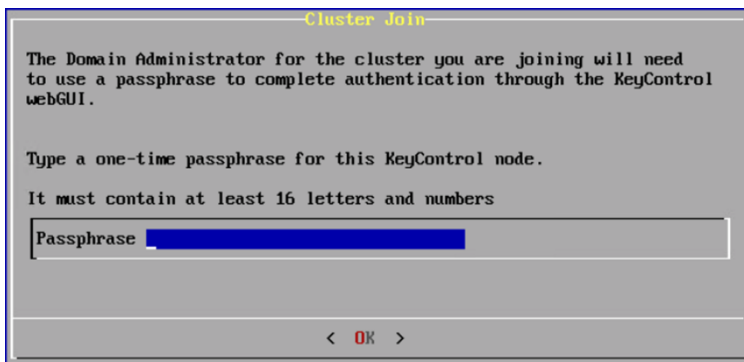 Cluster Join
The Domain Administrator for the cluster you are joining will need
to use a passphrase to complete authentication through the KeyControl
webGUI.
Type a one-time passphrase for this KeyControl node.
It must contain at least 16 letters and numbers
Passphrase
< OK >